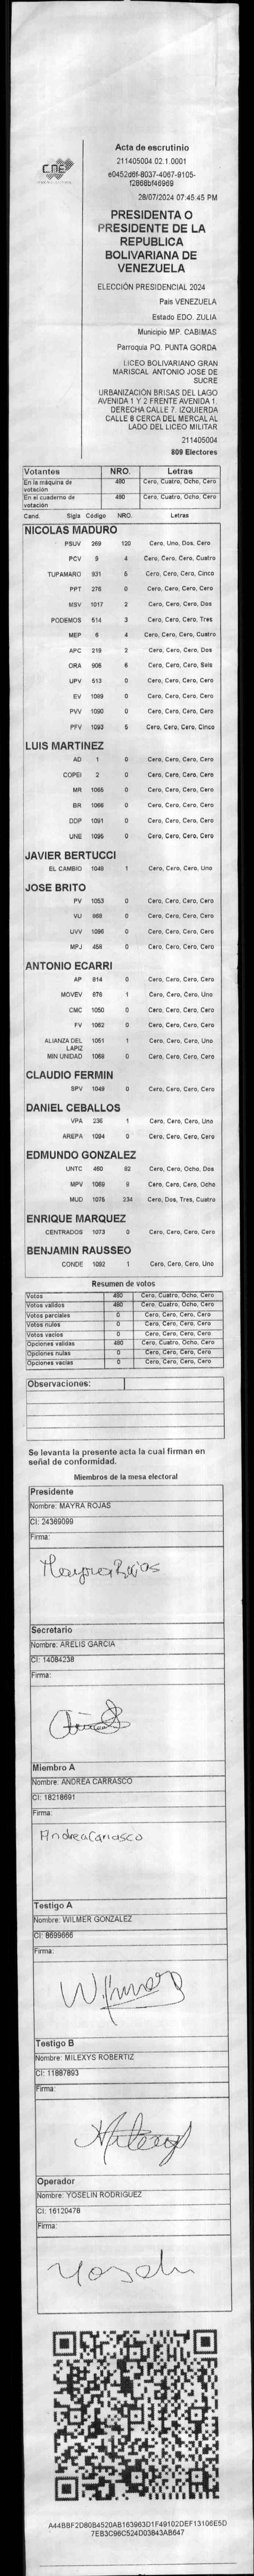 CNE
Acta de escrutinio
211405004.02.1.0001
e0452d6f-8037-4067-9105-
f2868bf46969
28/07/2024 07:45:45 PM
PRESIDENTA O
PRESIDENTE DE LA
REPUBLICA
BOLIVARIANA DE
VENEZUELA
ELECCIÓN PRESIDENCIAL 2024
Pais VENEZUELA
Estado EDO. ZULIA
Municipio MP. CABIMAS
Parroquia PQ. PUNTA GORDA
LICEO BOLIVARIANO GRAN
MARISCAL ANTONIO JOSE DE
SUCRE
URBANIZACIÓN BRISAS DEL LAGO
AVENIDA 1 Y 2 FRENTE AVENIDA 1.
DERECHA CALLE 7. IZQUIERDA
CALLE 8 CERCA DEL MERCAL AL
LADO DEL LICEO MILITAR
211405004
809 Electores
Votantes NRO. Letras
En la máquina de votación 480 Cero, Cuatro, Ocho, Cero
En el cuaderno de votación 480 Cero, Cuatro, Ocho, Cero
Cand. Sigla Código NRO. Letras
NICOLAS MADURO
PSUV 269 120 Cero, Uno, Dos, Cero
PCV 5 4 Cero, Cero, Cero, Cuatro
TUPAMARO 931 5 Cero, Cero, Cero, Cinco
PPT 276 0 Cero, Cero, Cero, Cero
MSV 1017 2 Cero, Cero, Cero, Dos
PODEMOS 514 3 Cero, Cero, Cero, Tres
MEP 6 4 Cero, Cero, Cero, Cuatro
APC 219 2 Cero, Cero, Cero, Dos
ORA 906 6 Cero, Cero, Cero, Seis
UPV 513 0 Cero, Cero, Cero, Cero
EV 1089 0 Cero, Cero, Cero, Cero
PVV 1090 0 Cero, Cero, Cero, Cero
PFV 1093 5 Cero, Cero, Cero, Cinco
LUIS MARTINEZ
AD 1 0 Cero, Cero, Cero, Cero
COPEI 2 0 Cero, Cero, Cero, Cero
MR 1065 0 Cero, Cero, Cero, Cero
BR 1066 0 Cero, Cero, Cero, Cero
DDP 1091 0 Cero, Cero, Cero, Cero
UNE 1095 0 Cero, Cero, Cero, Cero
JAVIER BERTUCCI
EL CAMBIO 1048 1 Cero, Cero, Cero, Uno
JOSE BRITO
PV 1053 0 Cero, Cero, Cero, Cero
VU 968 0 Cero, Cero, Cero, Cero
UVV 1096 0 Cero, Cero, Cero, Cero
MPJ 458 0 Cero, Cero, Cero, Cero
ANTONIO ECARRI
AP 814 0 Cero, Cero, Cero, Cero
MOVEV 878 1 Cero, Cero, Cero, Uno
CMC 1050 0 Cero, Cero, Cero, Cero
FV 1062 0 Cero, Cero, Cero, Cero
ALIANZA DEL LAPIZ 1061 1 Cero, Cero, Cero, Uno
MIN UNIDAD 1068 0 Cero, Cero, Cero, Cero
CLAUDIO FERMIN
SPV 1049 0 Cero, Cero, Cero, Cero
DANIEL CEBALLOS
VPA 236 1 Cero, Cero, Cero, Uno
AREPA 1094 0 Cero, Cero, Cero, Cero
EDMUNDO GONZALEZ
UNTC 460 82 Cero, Cero, Ocho, Dos
MPV 1069 8 Cero, Cero, Cero, Ocho
MUD 1075 234 Cero, Dos, Tres, Cuatro
ENRIQUE MARQUEZ
CENTRADOS 1073 0 Cero, Cero, Cero, Cero
BENJAMIN RAUSSEO
CONDE 1092 1 Cero, Cero, Cero, Uno
Resumen de votos
Votos 480 Cero, Cuatro, Ocho, Cero
Votos validos 480 Cero, Cuatro, Ocho, Cero
Votos parciales 0 Cero, Cero, Cero, Cero
Votos nulos 0 Cero, Cero, Cero, Cero
Votos vacios 0 Cero, Cero, Cero, Cero
Opciones validas 480 Cero, Cuatro, Ocho, Cero
Opciones nulas 0 Cero, Cero, Cero, Cero
Opciones vacias 0 Cero, Cero, Cero, Cero
Observaciones:
Se levanta la presente acta la cual firman en
señal de conformidad.
Miembros de la mesa electoral
Presidente
Nombre: MAYRA ROJAS
CI: 24369099
Firma:
Mayra Rojas
Secretario
Nombre: ARELIS GARCIA
CI: 14084238
Firma:
Miembro A
Nombre: ANDREA CARRASCO
CI: 18218691
Firma:
Andrea Carrasco
Testigo A
Nombre: WILMER GONZALEZ
CI: 8699666
Firma:
Wilmer
Testigo B
Nombre: MILEXYS ROBERTIZ
CI: 11887893
Firma:
Operador
Nombre: YOSELIN RODRIGUEZ
CI: 16120478
Firma:
Yoselin
A44BBF2D80B4520AB163963D1F49102DEF13106E5D
7EB3C96C524D03B43AB647